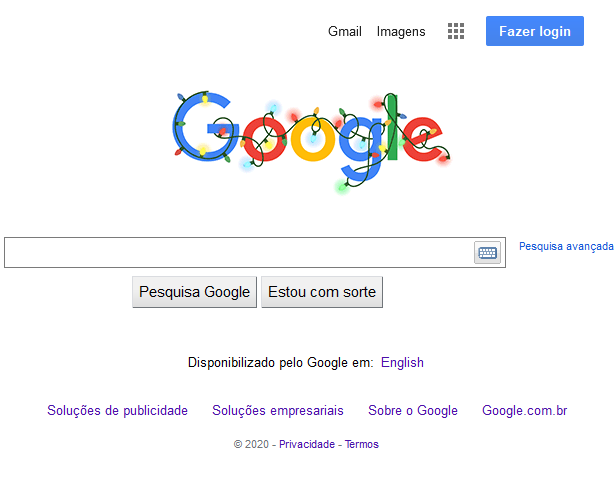 Gmail Imagens Fazer login
Google
Pesquisa avançada
Pesquisa Google Estou com sorte
Disponibilizado pelo Google em: English
Soluções de publicidade Soluções empresariais Sobre o Google Google.com.br
© 2020 - Privacidade - Termos